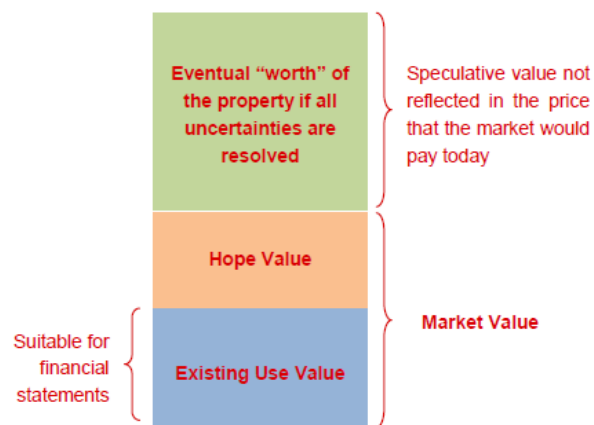 Eventual “worth” of
the property if all
uncertainties are
resolved
Speculative value not
reflected in the price
that the market would
pay today
Hope Value
Market Value
Suitable for
financial
statements
Existing Use Value